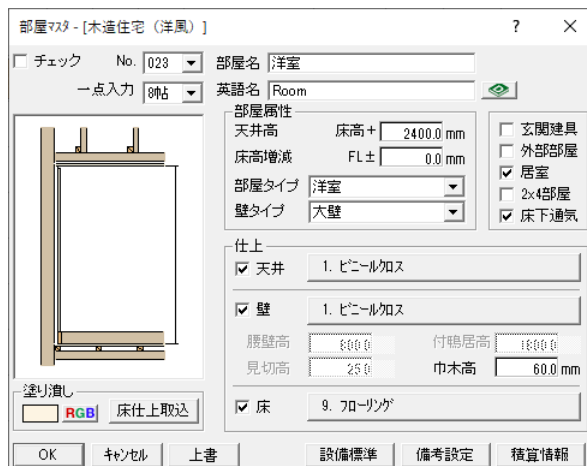 部屋マスタ - [木造住宅（洋風）]
? ×
チェック No. 023 部屋名 洋室
一点入力 8帖 英語名 Room
部屋属性
天井高 床高＋ 2400.0 mm
床高増減 FL± 0.0 mm
部屋タイプ 洋室
壁タイプ 大壁
玄関建具
外部部屋
居室
2x4部屋
床下通気
仕上
天井 1. ビニールクロス
壁 1. ビニールクロス
腰壁高 付鴨居高
見切高 25.0 巾木高 60.0 mm
床 9. フローリング
塗り潰し
RGB 床仕上取込
OK キャンセル 上書 設備標準 備考設定 積算情報